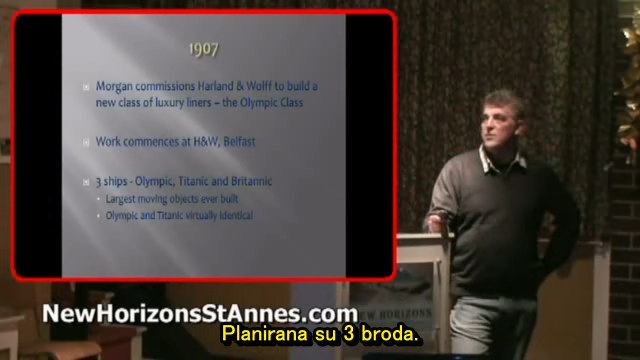 1907
Morgan commissions Harland & Wolff to build a
new class of luxury liners – the Olympic Class
Work commences at H&W, Belfast
3 ships - Olympic, Titanic and Britannic
Largest moving objects ever built
Olympic and Titanic virtually identical
NEW HORIZONS
NewHorizonsStAnnes.com
Planirana su 3 broda.